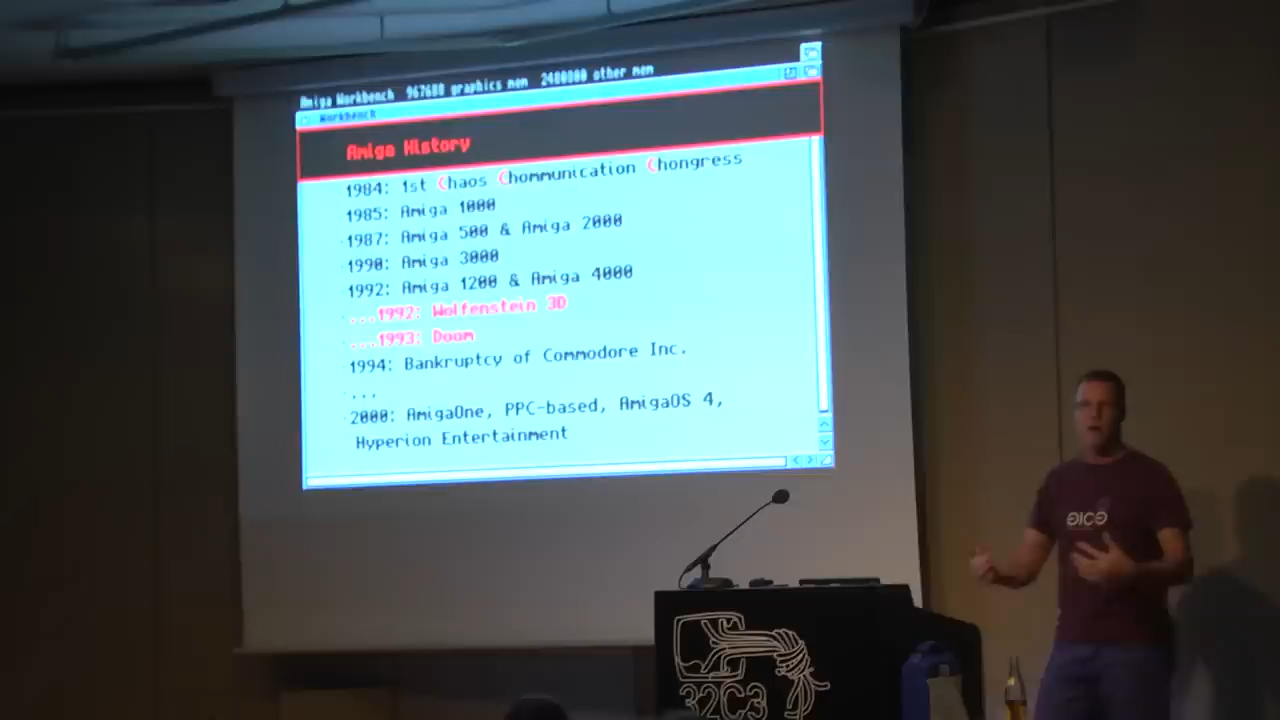 Amiga Workbench 967680 graphics mem 2480800 other mem
Workbench
Amiga History
1984: 1st Chaos Chommunication Chongress
1985: Amiga 1000
1987: Amiga 500 & Amiga 2000
1990: Amiga 3000
1992: Amiga 1200 & Amiga 4000
...1992: Wolfenstein 3D
...1993: Doom
1994: Bankruptcy of Commodore Inc.
...
2000: AmigaOne, PPC-based, AmigaOS 4,
Hyperion Entertainment
32C3